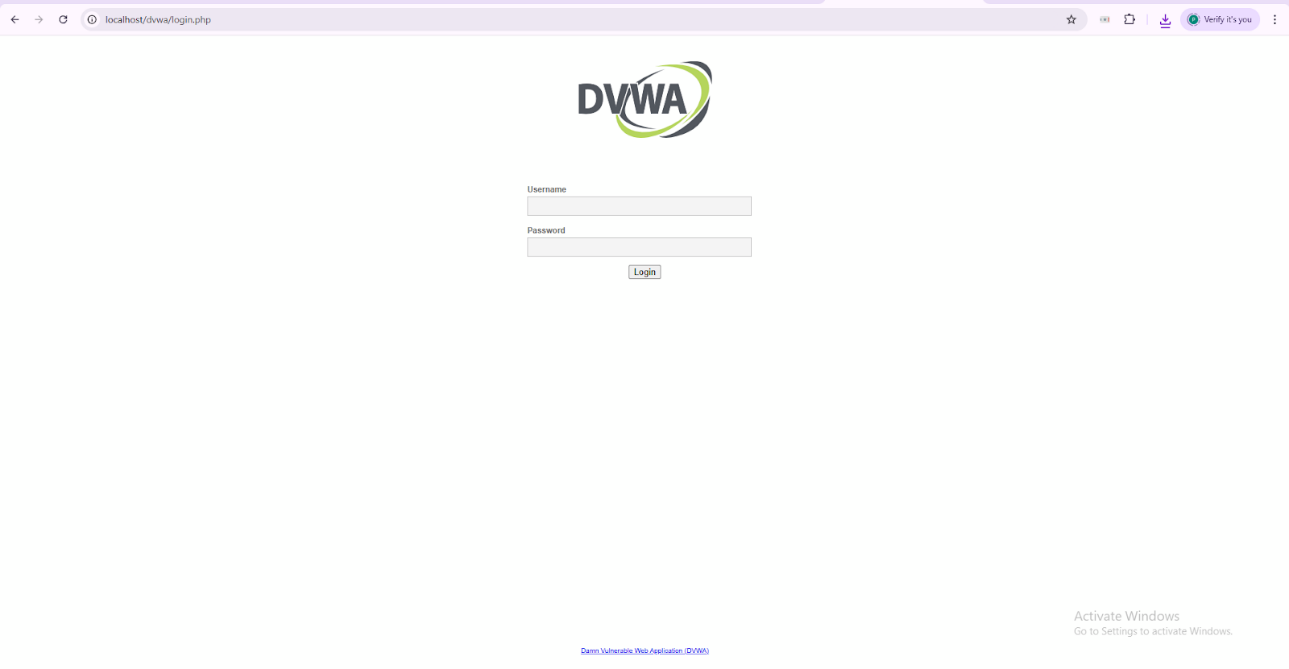 localhost/dvwa/login.php
Verify it's you
DVWA
Username
Password
Login
Activate Windows
Go to Settings to activate Windows.
Damn Vulnerable Web Application (DVWA)